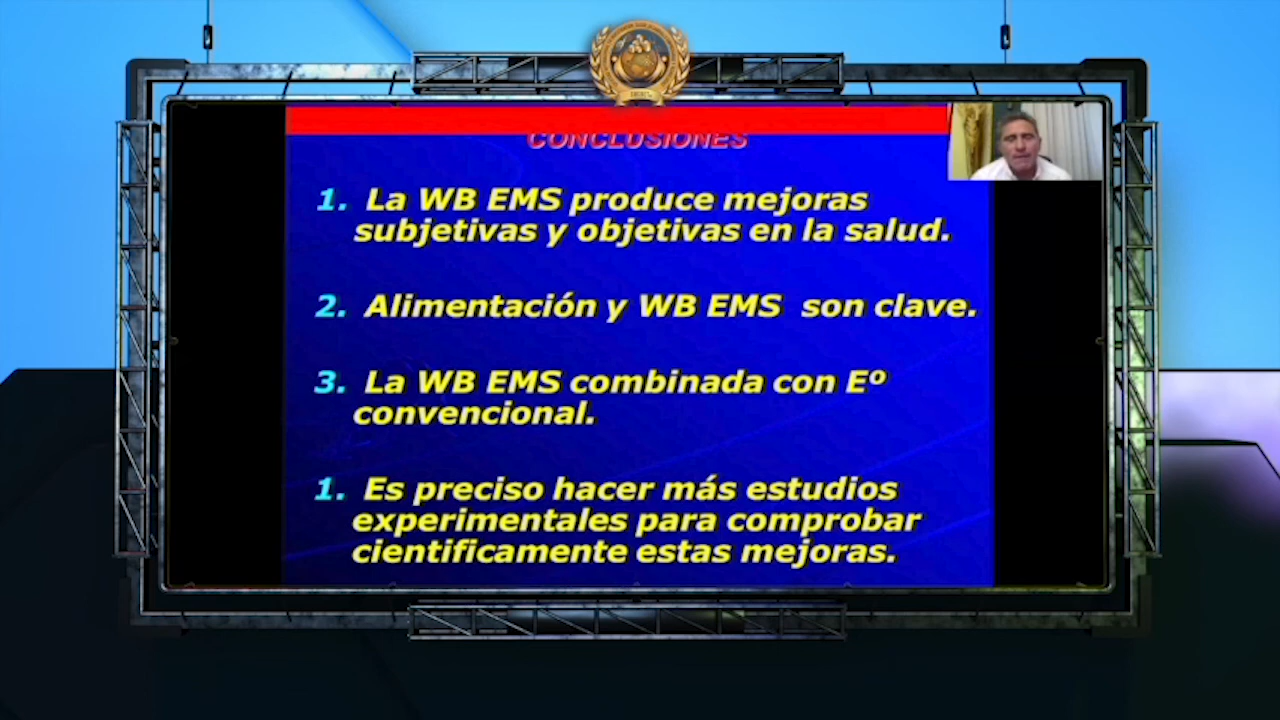 CONCLUSIONES
1. La WB EMS produce mejoras
subjetivas y objetivas en la salud.
2. Alimentación y WB EMS son clave.
3. La WB EMS combinada con Eº
convencional.
1. Es preciso hacer más estudios
experimentales para comprobar
cientificamente estas mejoras.